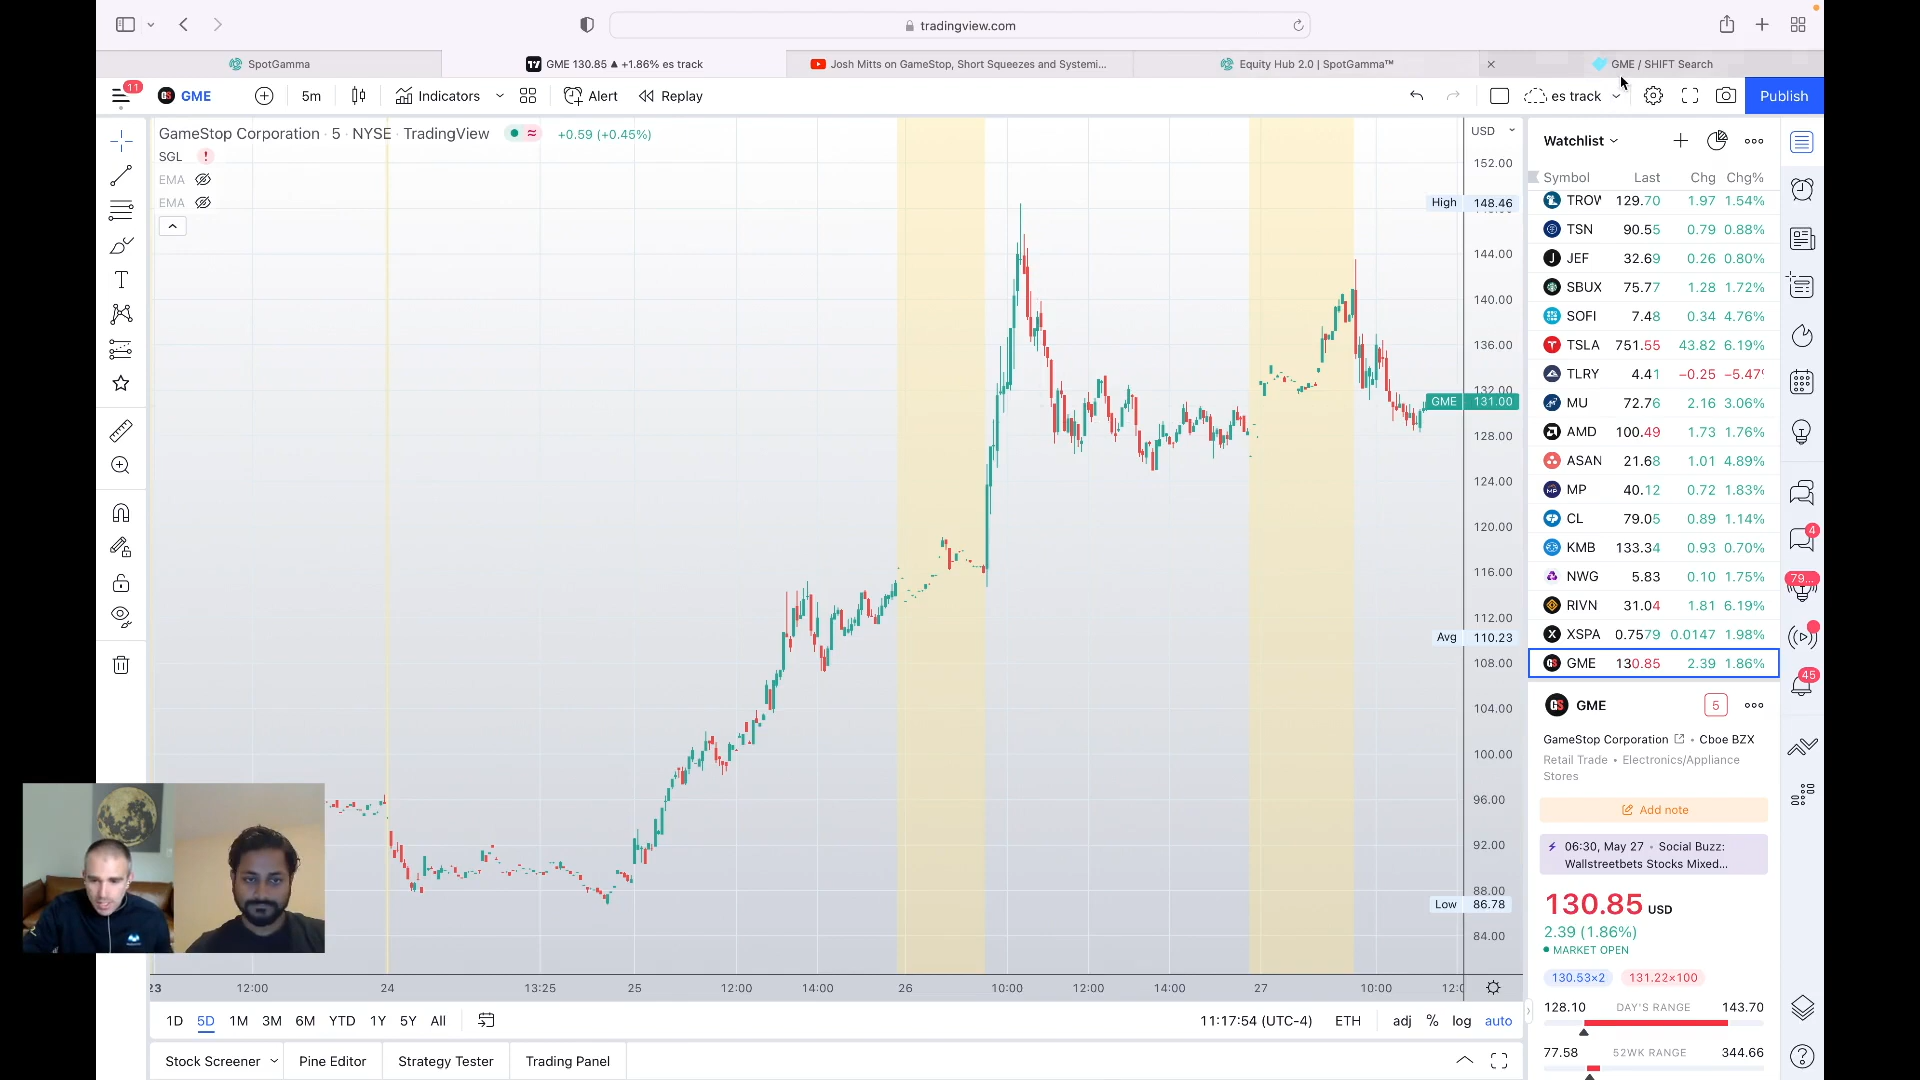 tradingview.com
SpotGamma
GME 130.85 ▲ +1.86% es track
Josh Mitts on GameStop, Short Squeezes and Systemi...
Equity Hub 2.0 | SpotGamma™
GME / SHIFT Search
11
GME
5m
Indicators
Alert
Replay
es track
Publish
GameStop Corporation · 5 · NYSE · TradingView
+0.59 (+0.45%)
SGL
EMA
EMA
USD
152.00
High 148.46
144.00
140.00
136.00
132.00
GME 131.00
128.00
124.00
120.00
116.00
112.00
Avg 110.23
108.00
104.00
100.00
96.00
92.00
88.00
Low 86.78
84.00
23 12:00 24 13:25 25 12:00 14:00 26 10:00 12:00 14:00 27 10:00 12:0
1D 5D 1M 3M 6M YTD 1Y 5Y All
11:17:54 (UTC-4) ETH adj % log auto
Stock Screener Pine Editor Strategy Tester Trading Panel
Watchlist
Symbol Last Chg Chg%
TROW 129.70 1.97 1.54%
TSN 90.55 0.79 0.88%
JEF 32.69 0.26 0.80%
SBUX 75.77 1.28 1.72%
SOFI 7.48 0.34 4.76%
TSLA 751.55 43.82 6.19%
TLRY 4.41 −0.25 −5.47%
MU 72.76 2.16 3.06%
AMD 100.49 1.73 1.76%
ASAN 21.68 1.01 4.89%
MP 40.12 0.72 1.83%
CL 79.05 0.89 1.14%
KMB 133.34 0.93 0.70%
NWG 5.83 0.10 1.75%
RIVN 31.04 1.81 6.19%
XSPA 0.7579 0.0147 1.98%
GME 130.85 2.39 1.86%
GME
5
GameStop Corporation • Cboe BZX
Retail Trade • Electronics/Appliance
Stores
Add note
06:30, May 27 • Social Buzz:
Wallstreetbets Stocks Mixed...
130.85 USD
2.39 (1.86%)
MARKET OPEN
130.53×2 131.22×100
128.10 DAY'S RANGE 143.70
77.58 52WK RANGE 344.66
4
79...
45